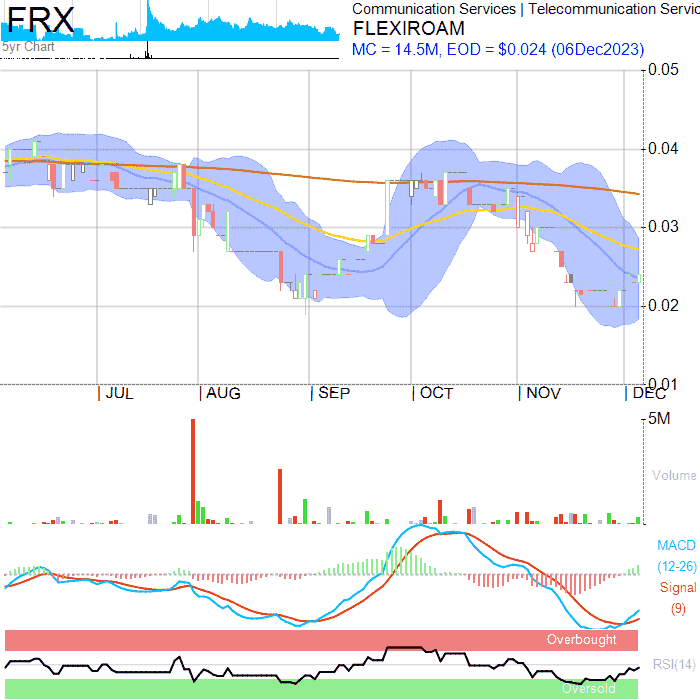 FRX
Communication Services | Telecommunication Servic
FLEXIROAM
5yr Chart
MC = 14.5M, EOD = $0.024 (06Dec2023)
0.05
0.04
0.03
0.02
0.01
JUL
AUG
SEP
OCT
NOV
DEC
5M
Volume
MACD
(12-26)
Signal
(9)
Overbought
RSI(14)
Oversold